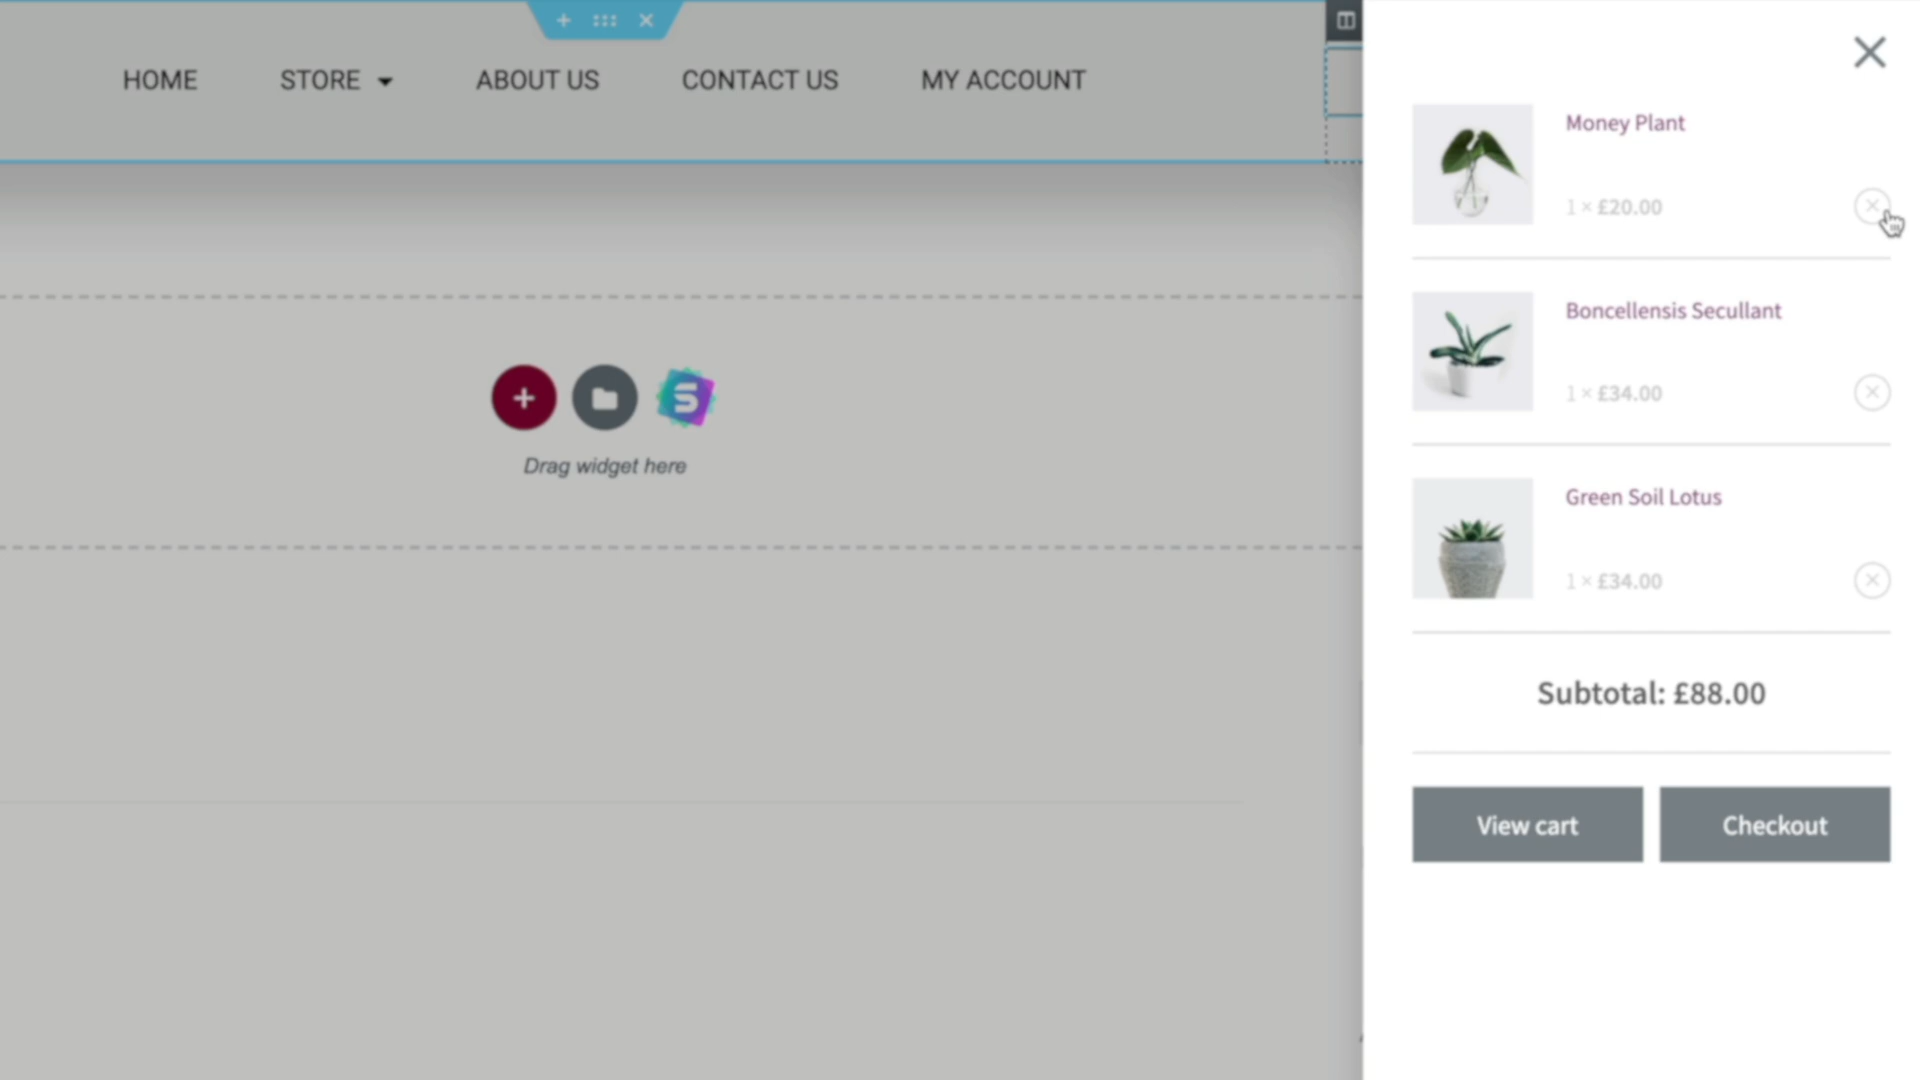 HOME
STORE
ABOUT US
CONTACT US
MY ACCOUNT
S
Drag widget here
Money Plant
1 × £20.00
Boncellensis Secullant
1 × £34.00
Green Soil Lotus
1 × £34.00
Subtotal: £88.00
View cart
Checkout